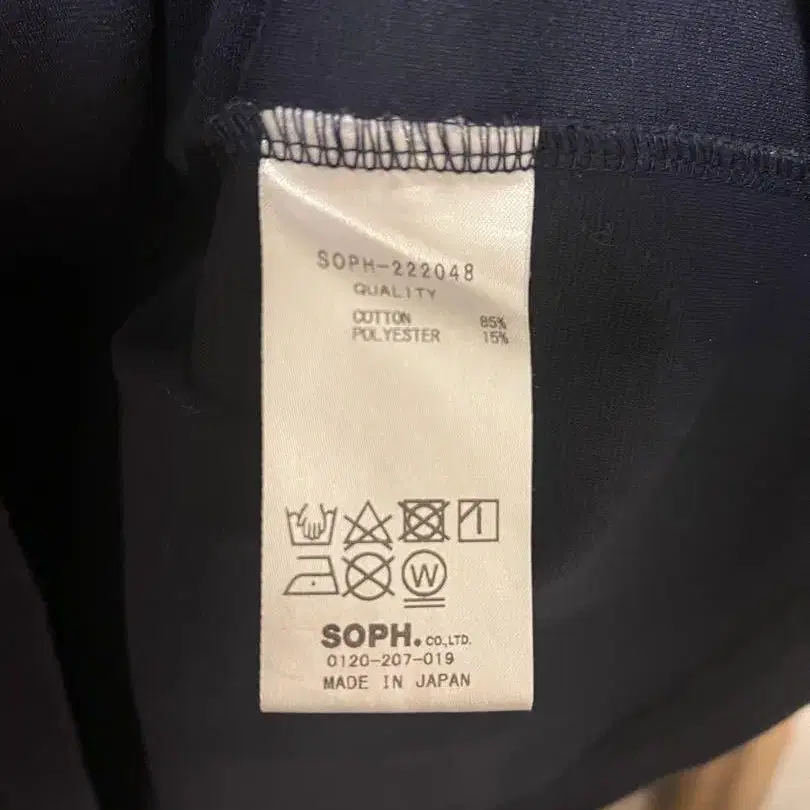 SOPH-222048
QUALITY
COTTON 85%
POLYESTER 15%
W
SOPH. CO.,LTD.
0120-207-019
MADE IN JAPAN